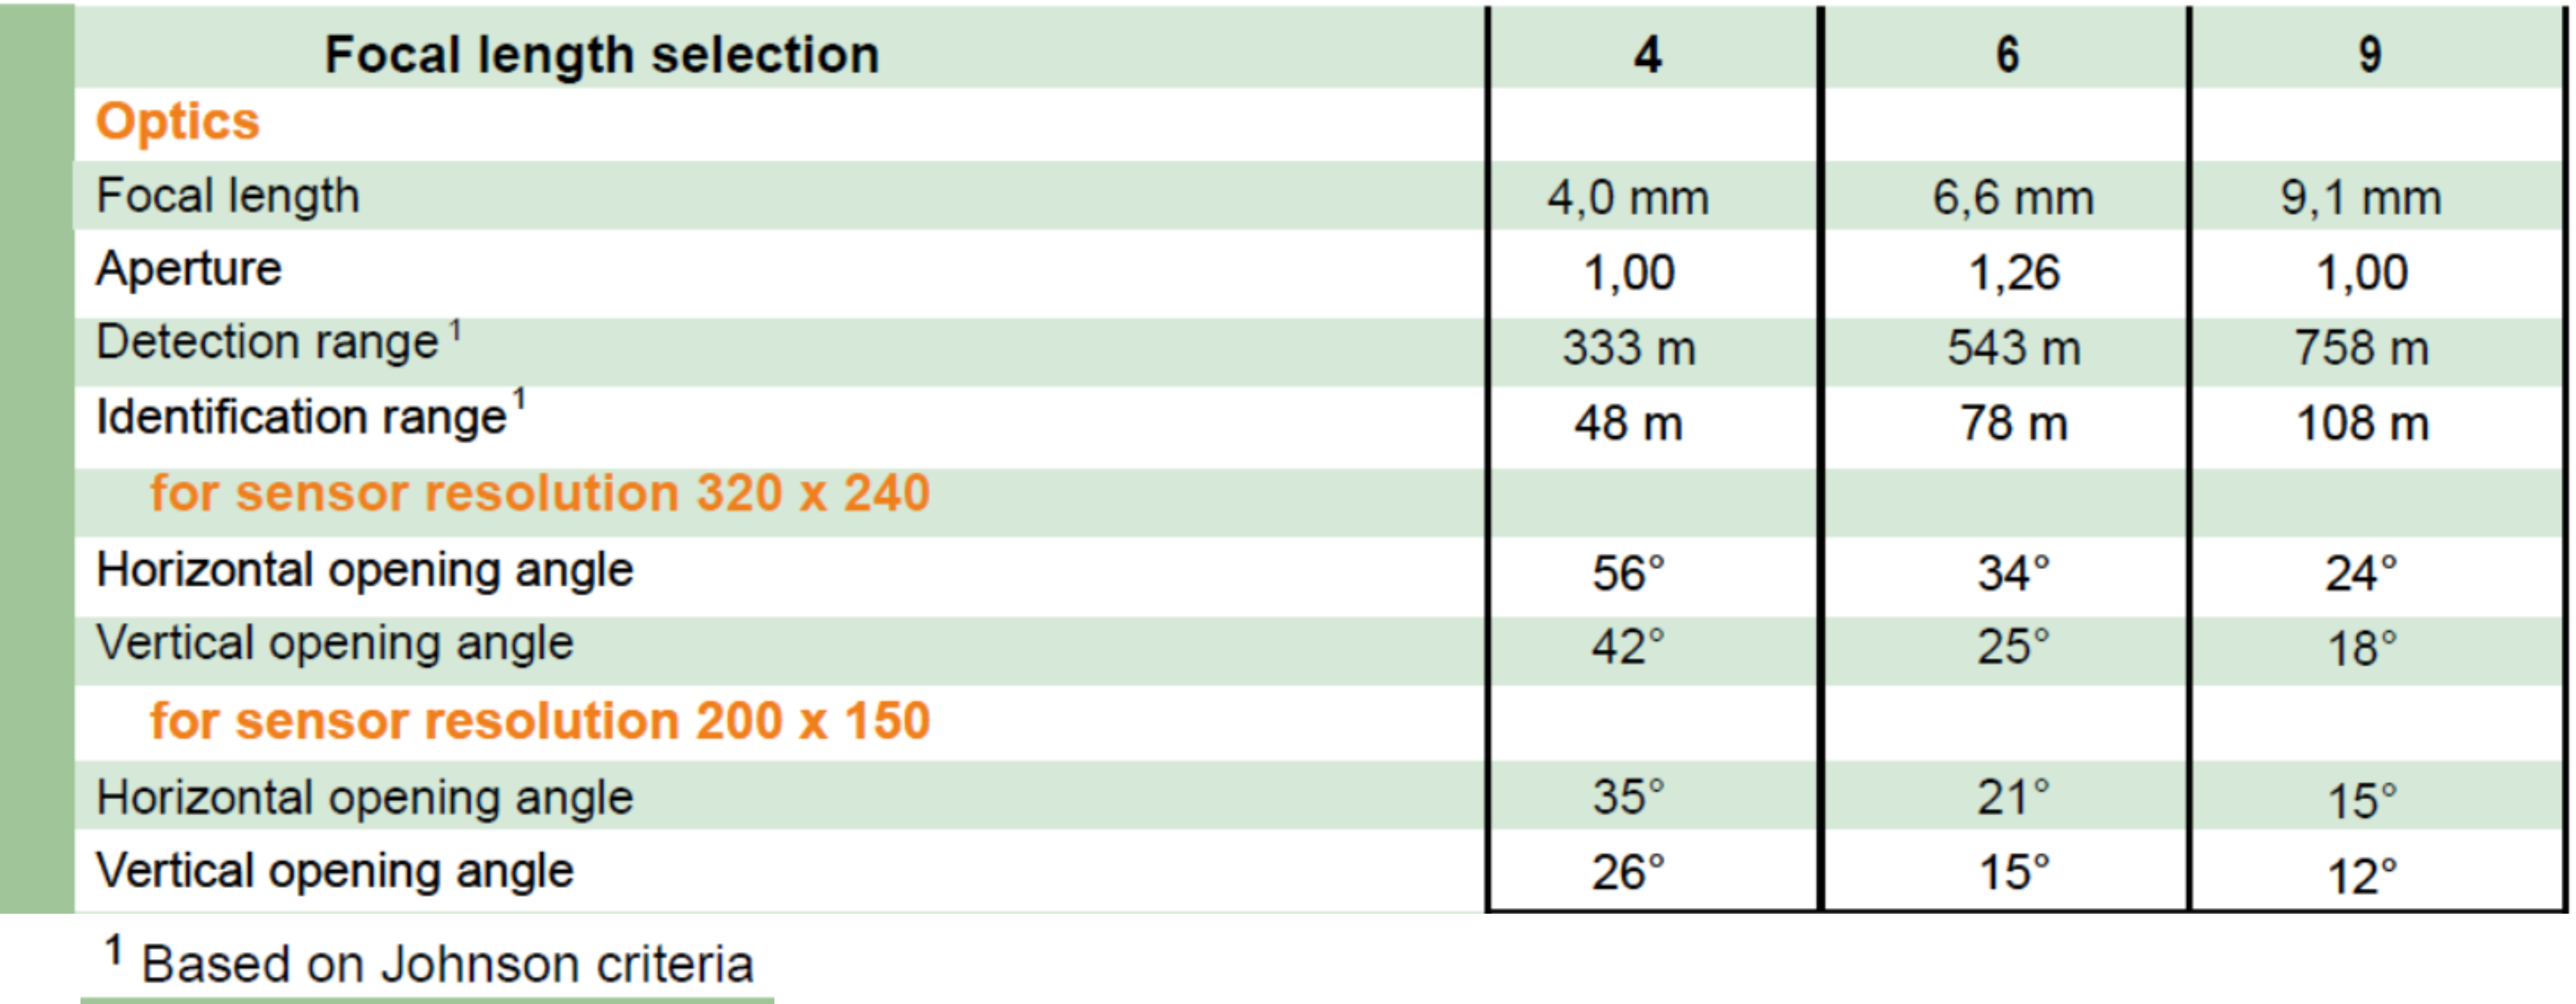 Focal length selection 4 6 9
Optics
Focal length 4,0 mm 6,6 mm 9,1 mm
Aperture 1,00 1,26 1,00
Detection range 1 333 m 543 m 758 m
Identification range 1 48 m 78 m 108 m
for sensor resolution 320 x 240
Horizontal opening angle 56° 34° 24°
Vertical opening angle 42° 25° 18°
for sensor resolution 200 x 150
Horizontal opening angle 35° 21° 15°
Vertical opening angle 26° 15° 12°
1 Based on Johnson criteria